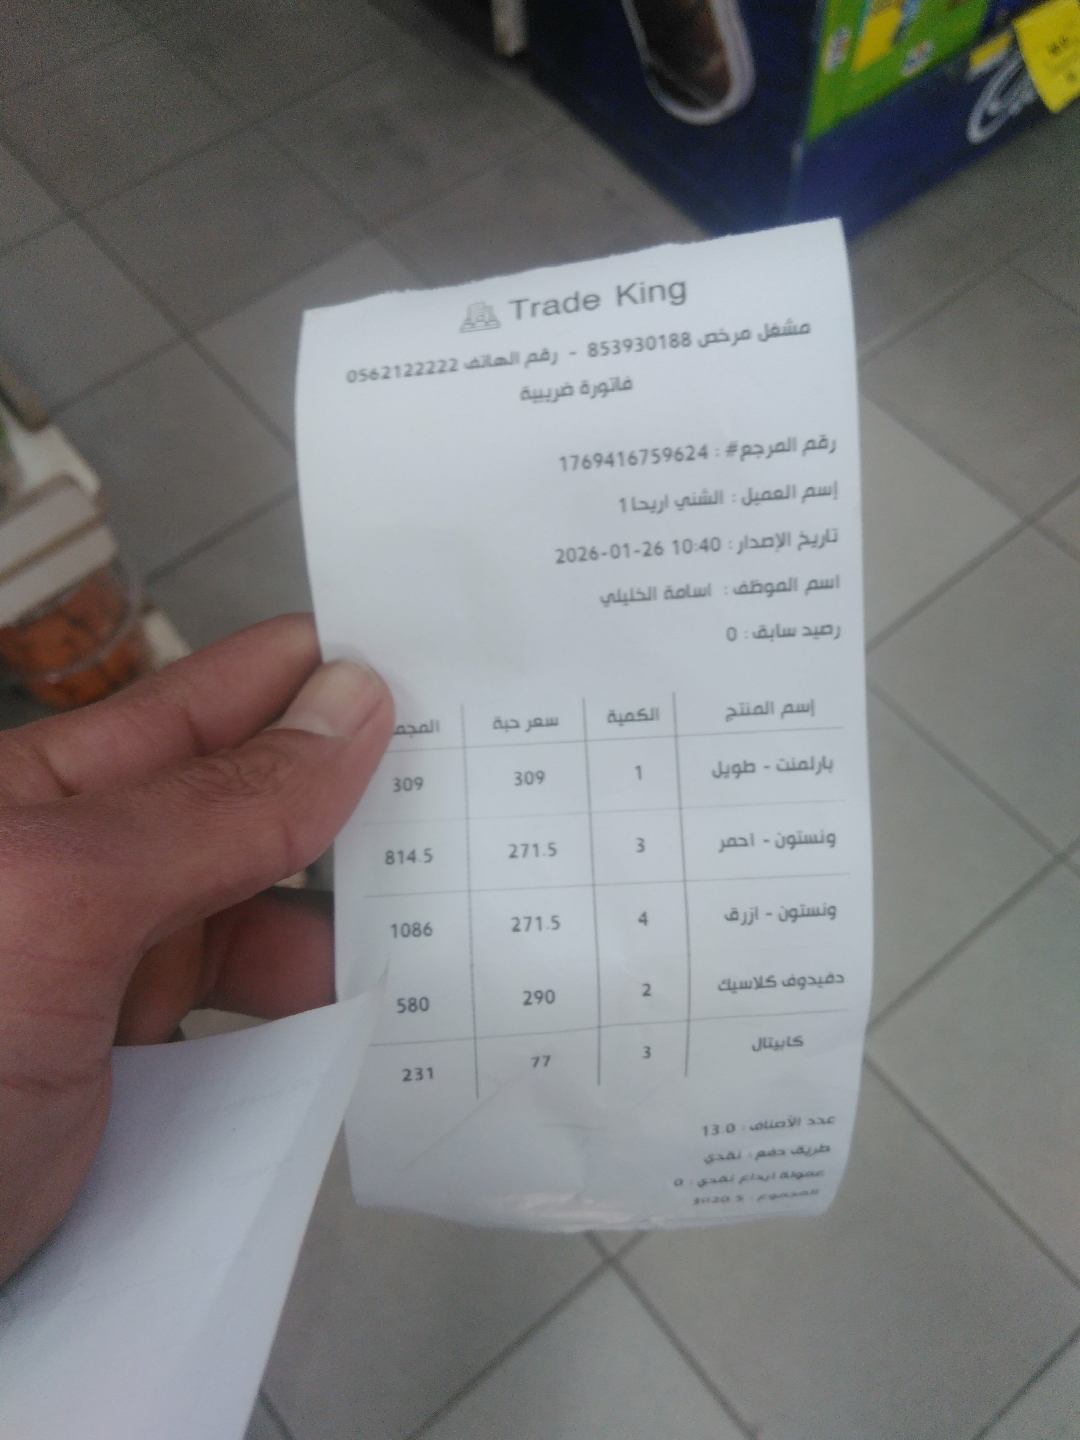 Trade King
مشغل مرخص 853930188 - رقم الهاتف 0562122222
فاتورة ضريبية
رقم المرجع# : 1769416759624
إسم العميل : الشني اريحا1
تاريخ الإصدار : 2026-01-26 10:40
اسم الموظف : اسامة الخليلي
رصيد سابق : 0
إسم المنتج الكمية سعر حبة
بارلمنت - طويل 1 309 309
ونستون - احمر 3 271.5 814.5
ونستون - ازرق 4 271.5 1086
دفيدوف كلاسيك 2 290 580
كابيتال 3 77 231
عدد الأصناف : 13.0
طريق دفع : نقدي
عمولة ايداع نقدي : 0
المجموع : 3020.5